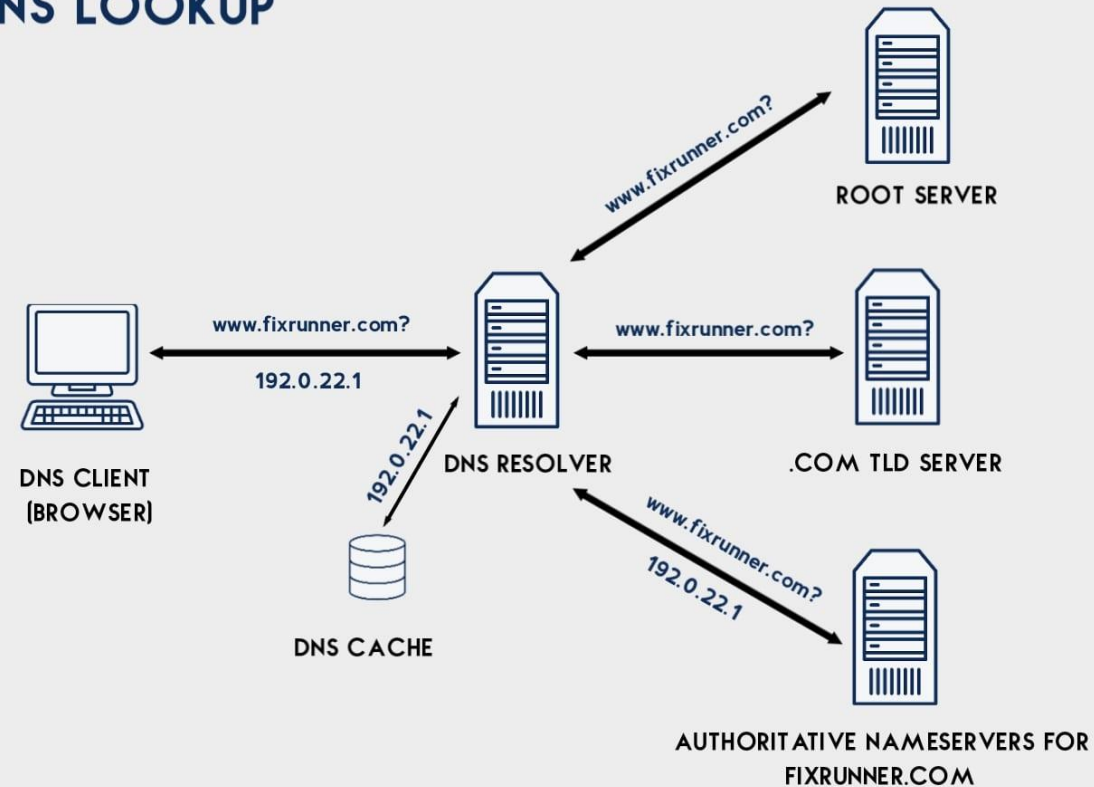 NS LOOKUP
www.fixrunner.com?
ROOT SERVER
www.fixrunner.com?
192.0.22.1
www.fixrunner.com?
DNS CLIENT
(BROWSER)
192.0.22.1
DNS RESOLVER
.COM TLD SERVER
DNS CACHE
www.fixrunner.com?
192.0.22.1
AUTHORITATIVE NAMESERVERS FOR
FIXRUNNER.COM